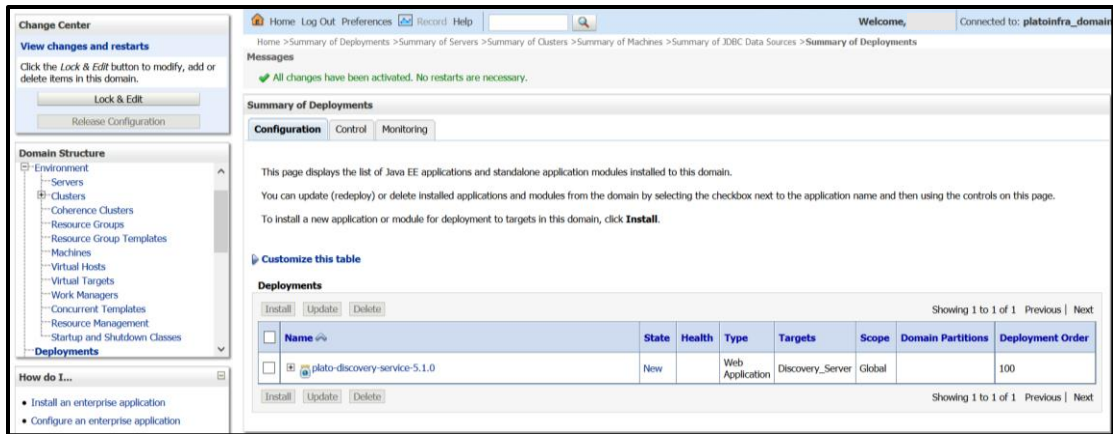 Change Center
View changes and restarts
Click the Lock & Edit button to modify, add or
delete items in this domain.
Lock & Edit
Release Configuration
Domain Structure
Environment
Servers
Clusters
Coherence Clusters
Resource Groups
Resource Group Templates
Machines
Virtual Hosts
Virtual Targets
Work Managers
Concurrent Templates
Resource Management
Startup and Shutdown Classes
Deployments
How do I...
Install an enterprise application
Configure an enterprise application
Home Log Out Preferences Record Help
Welcome,
Connected to: platoinfra_domain
Home >Summary of Deployments >Summary of Servers >Summary of Clusters >Summary of Machines >Summary of JDBC Data Sources >Summary of Deployments
Messages
All changes have been activated. No restarts are necessary.
Summary of Deployments
Configuration Control Monitoring
This page displays the list of Java EE applications and standalone application modules installed to this domain.
You can update (redeploy) or delete installed applications and modules from the domain by selecting the checkbox next to the application name and then using the controls on this page.
To install a new application or module for deployment to targets in this domain, click Install.
Customize this table
Deployments
Install Update Delete
Showing 1 to 1 of 1 Previous | Next
Name State Health Type Targets Scope Domain Partitions Deployment Order
plato-discovery-service-5.1.0 New Web Application Discovery_Server Global 100
Install Update Delete
Showing 1 to 1 of 1 Previous | Next